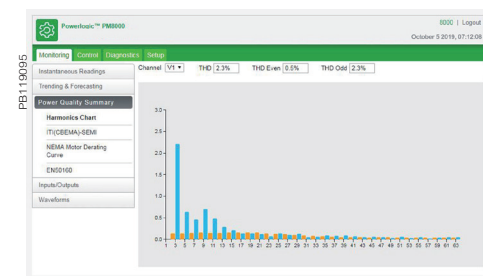 Powerlogic™ PM8000
8000 | Logout
October 5 2019, 07:12:08
Monitoring Control Diagnostics Setup
PB119095
Instantaneous Readings
Trending & Forecasting
Power Quality Summary
Harmonics Chart
ITI(CBEMA)-SEMI
NEMA Motor Derating
Curve
EN50160
Inputs/Outputs
Waveforms
Channel V1 THD 2.3% THD Even 0.5% THD Odd 2.3%
3.0
2.5
2.0
1.5
1.0
0.5
0.0
1 3 5 7 9 11 13 15 17 19 21 23 25 27 29 31 33 35 37 39 41 43 45 47 49 51 53 55 57 59 61 63